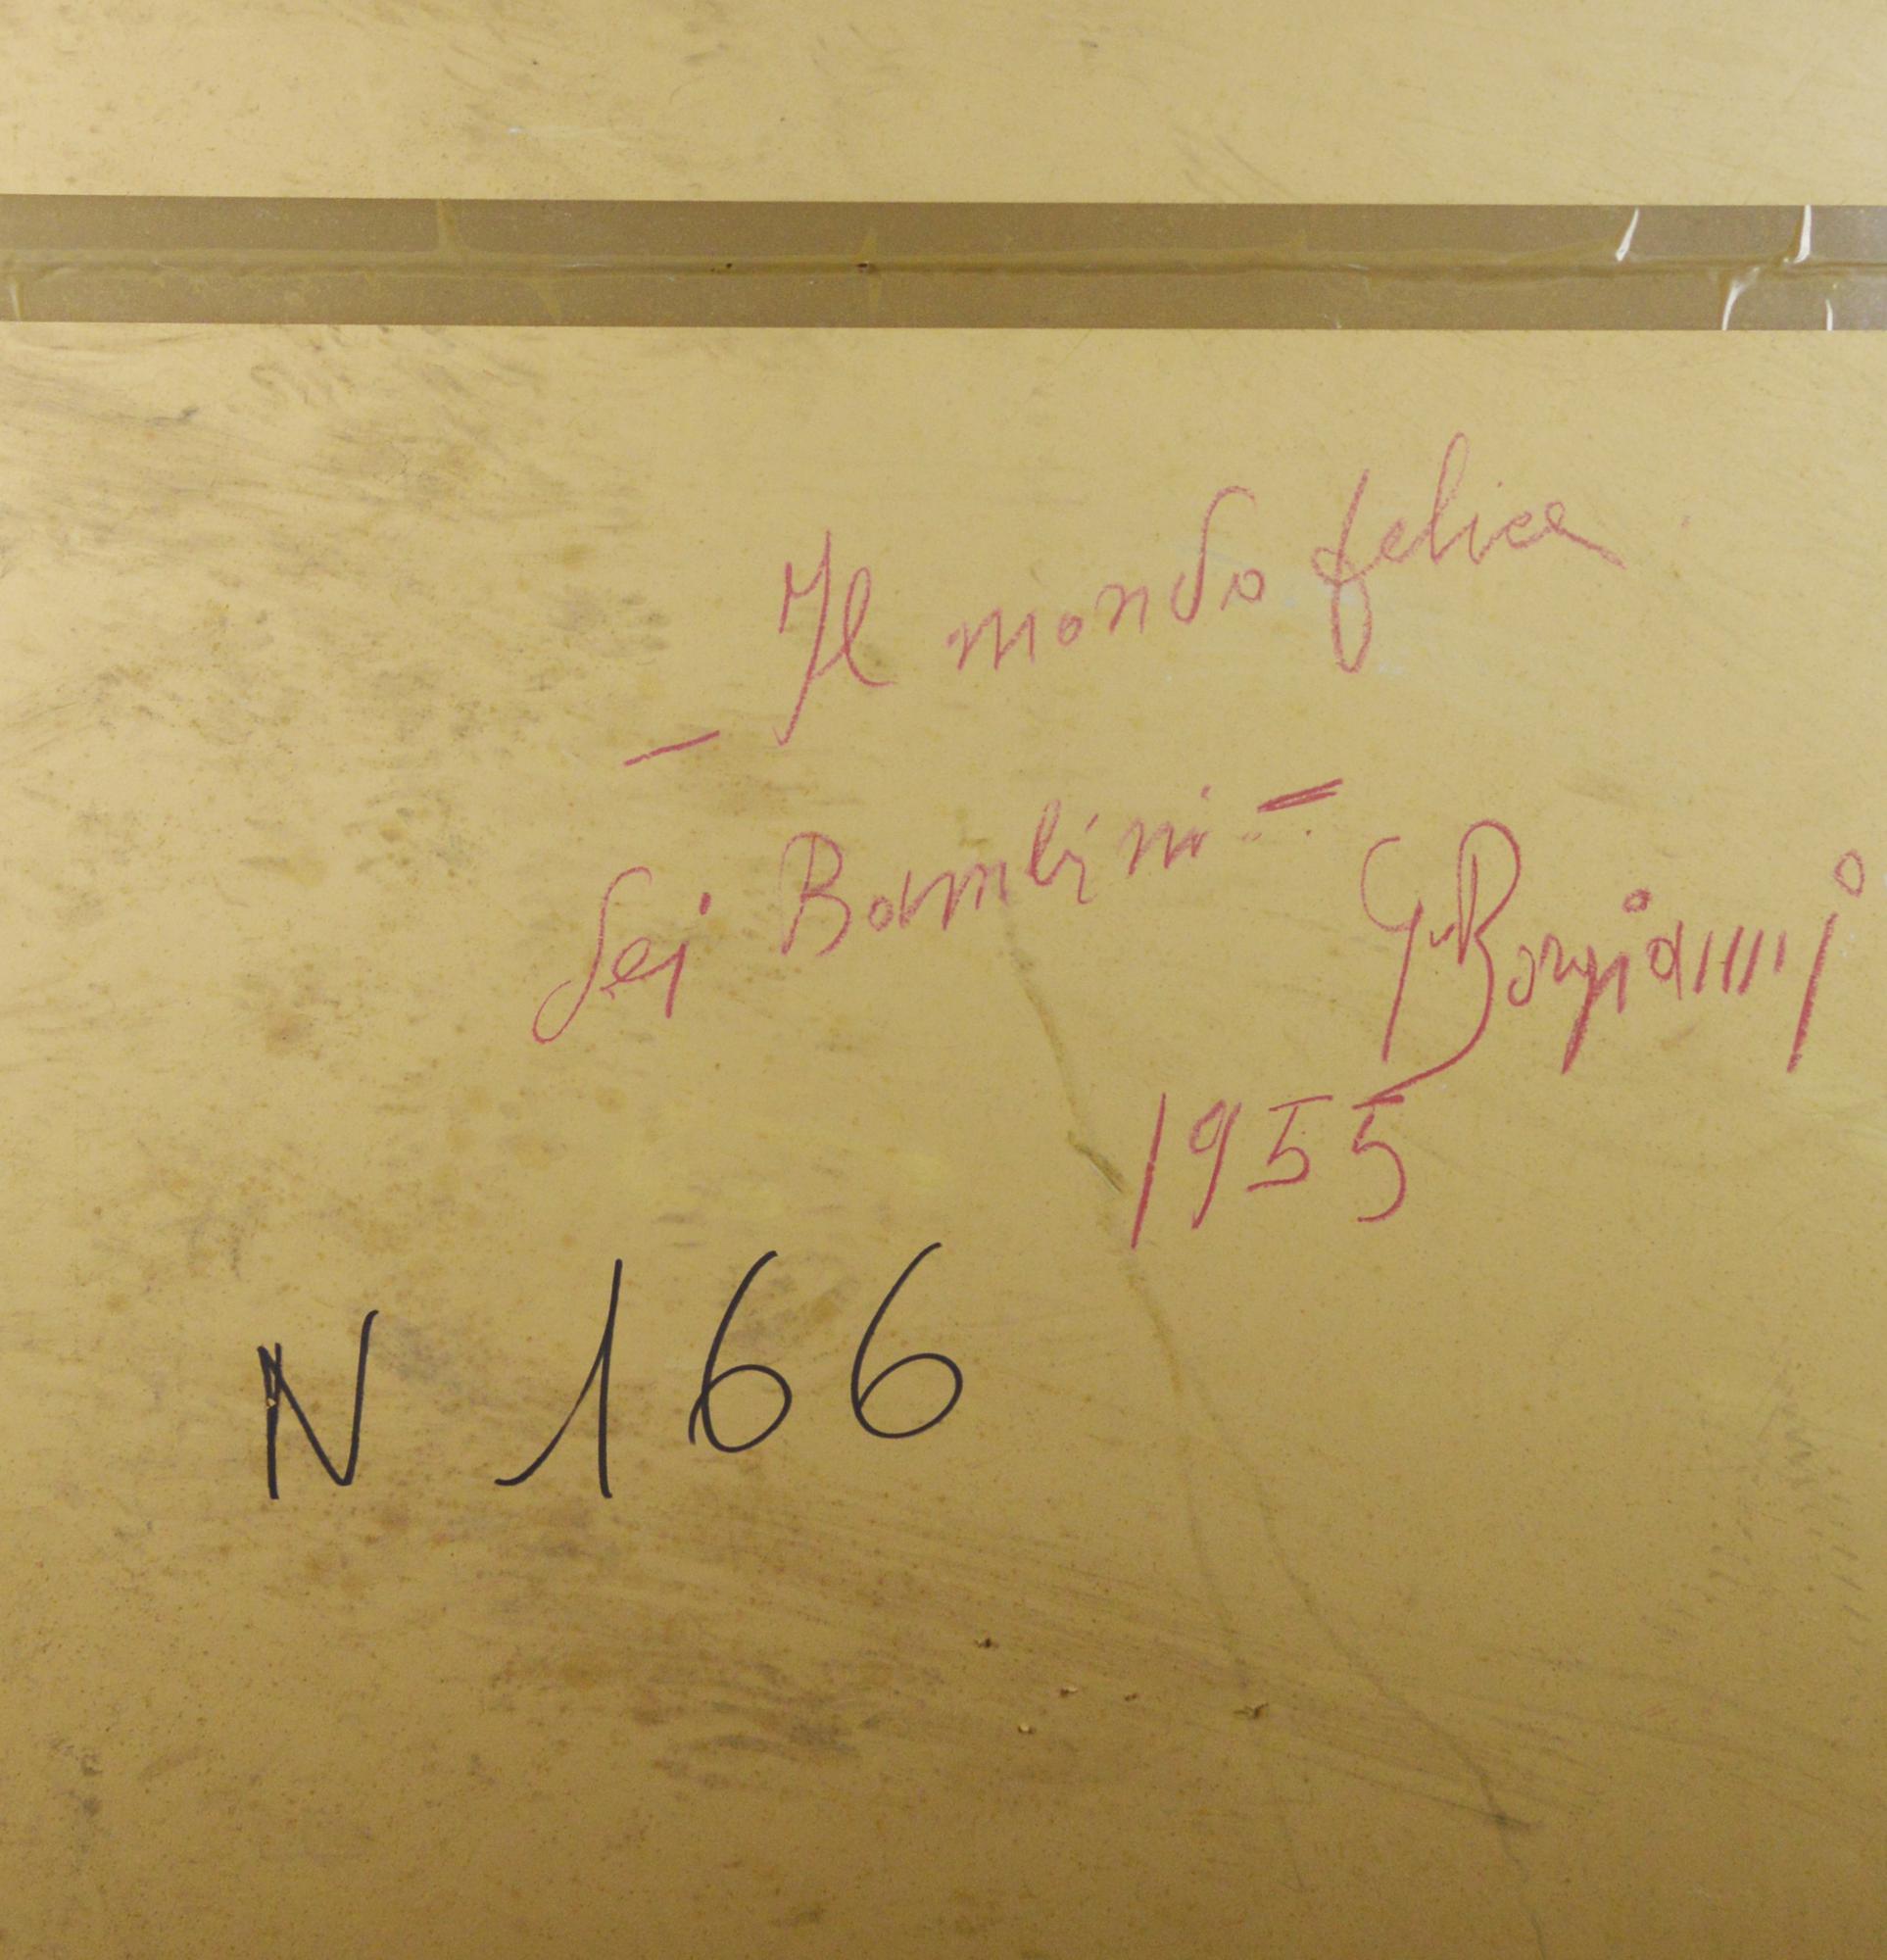 – Il mondo felice
dei Bambini –
G. Borgianni
1955
N 166